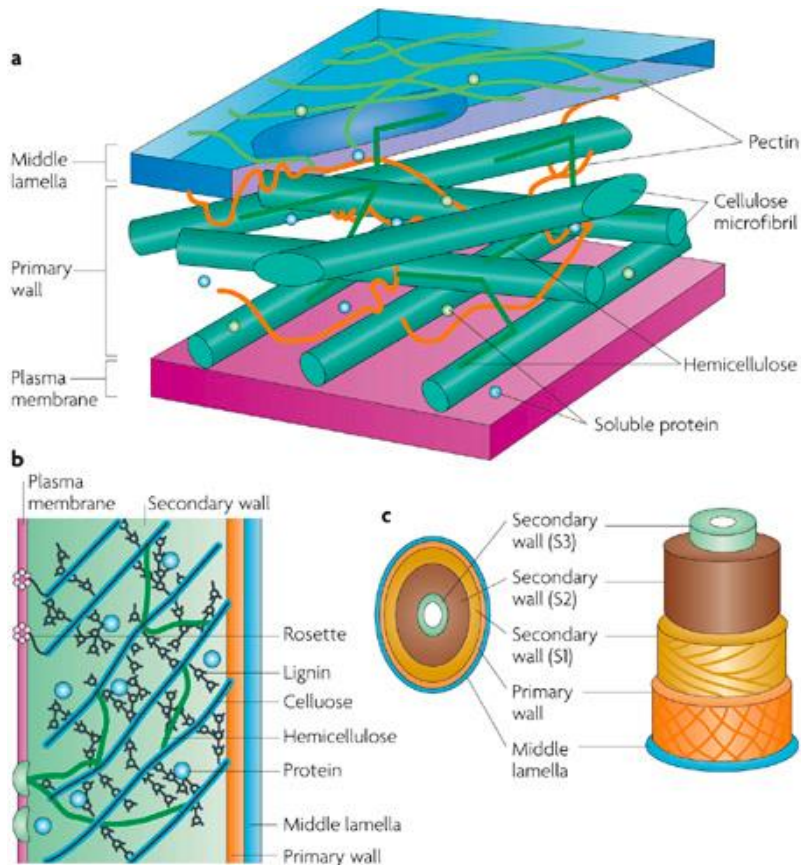 a
Middle
lamella
Primary
wall
Plasma
membrane
Pectin
Cellulose
microfibril
Hemicellulose
Soluble protein
b
Plasma
membrane
Secondary wall
Rosette
Lignin
Celluose
Hemicellulose
Protein
Middle lamella
Primary wall
c
Secondary
wall (S3)
Secondary
wall (S2)
Secondary
wall (S1)
Primary
wall
Middle
lamella